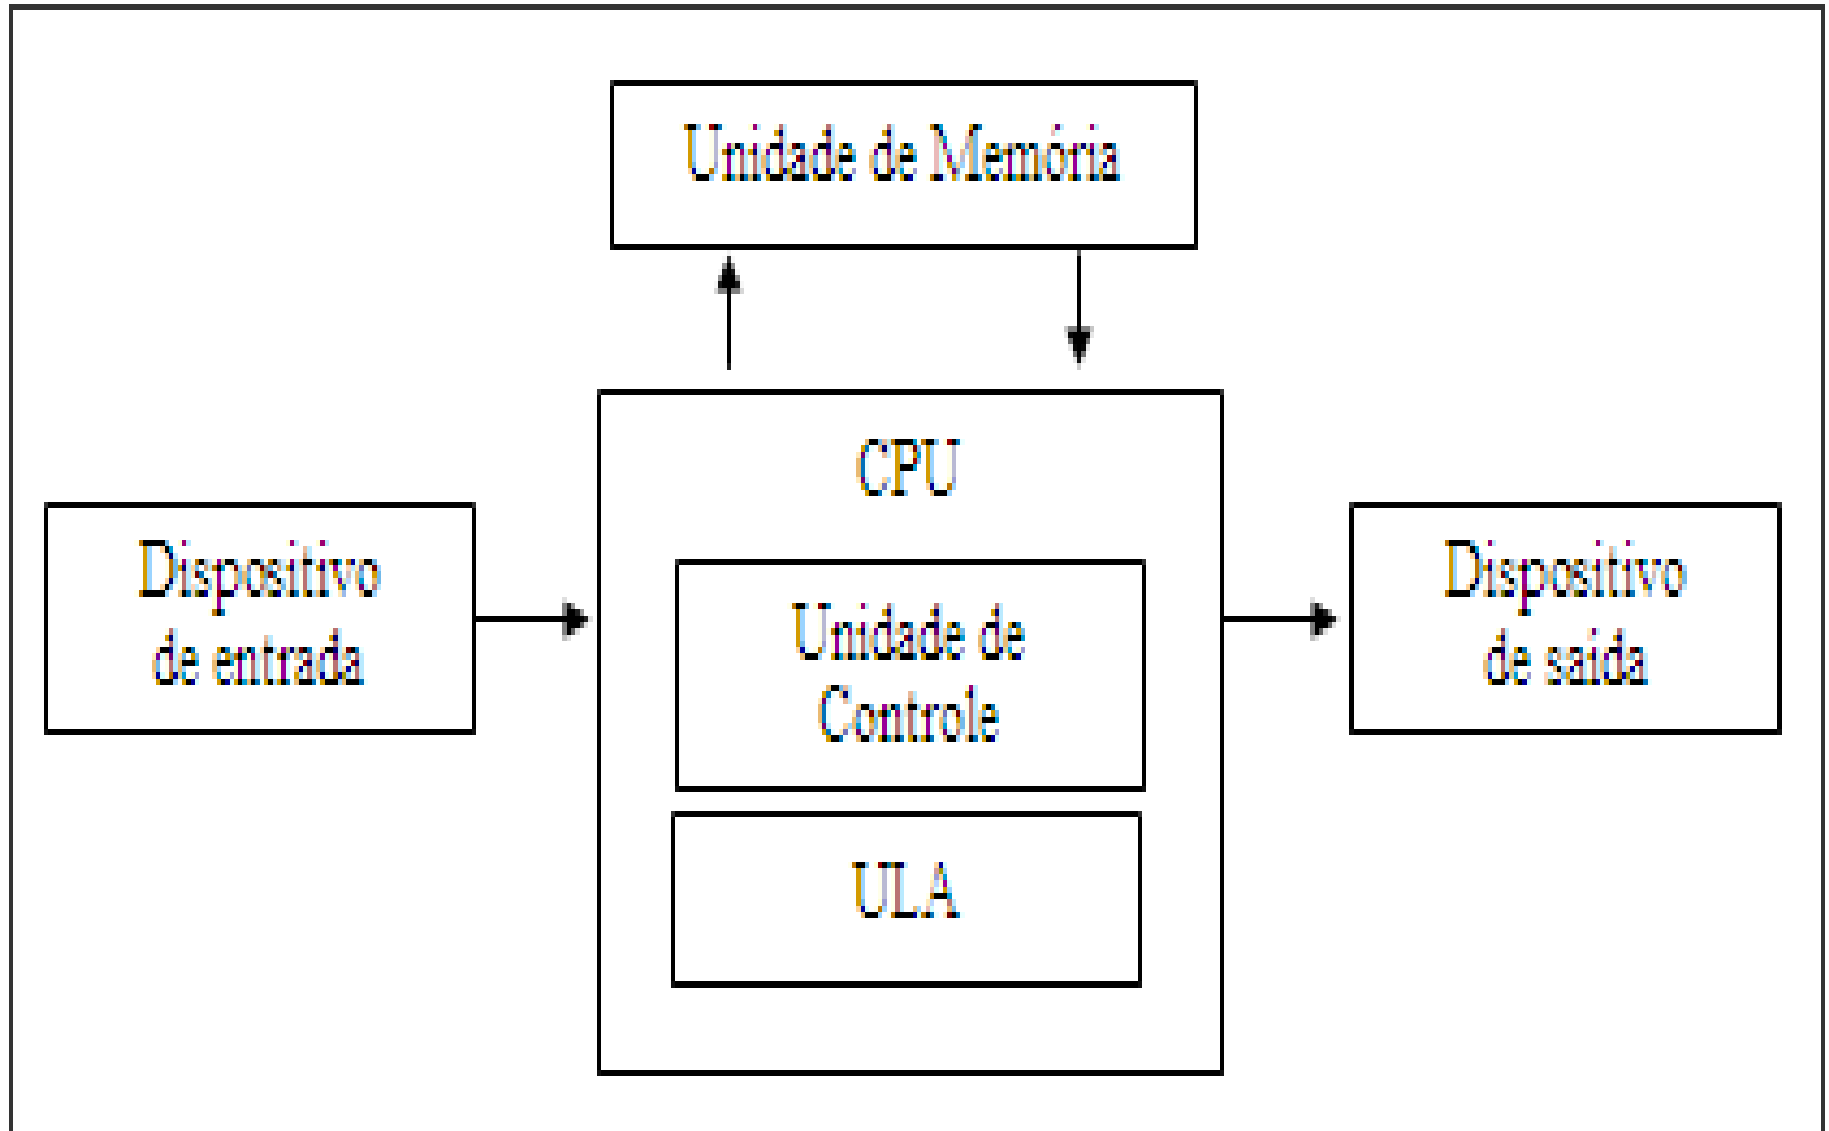 Unidade de Memória
CPU
Dispositivo
de entrada
Unidade de
Controle
ULA
Dispositivo
de saída